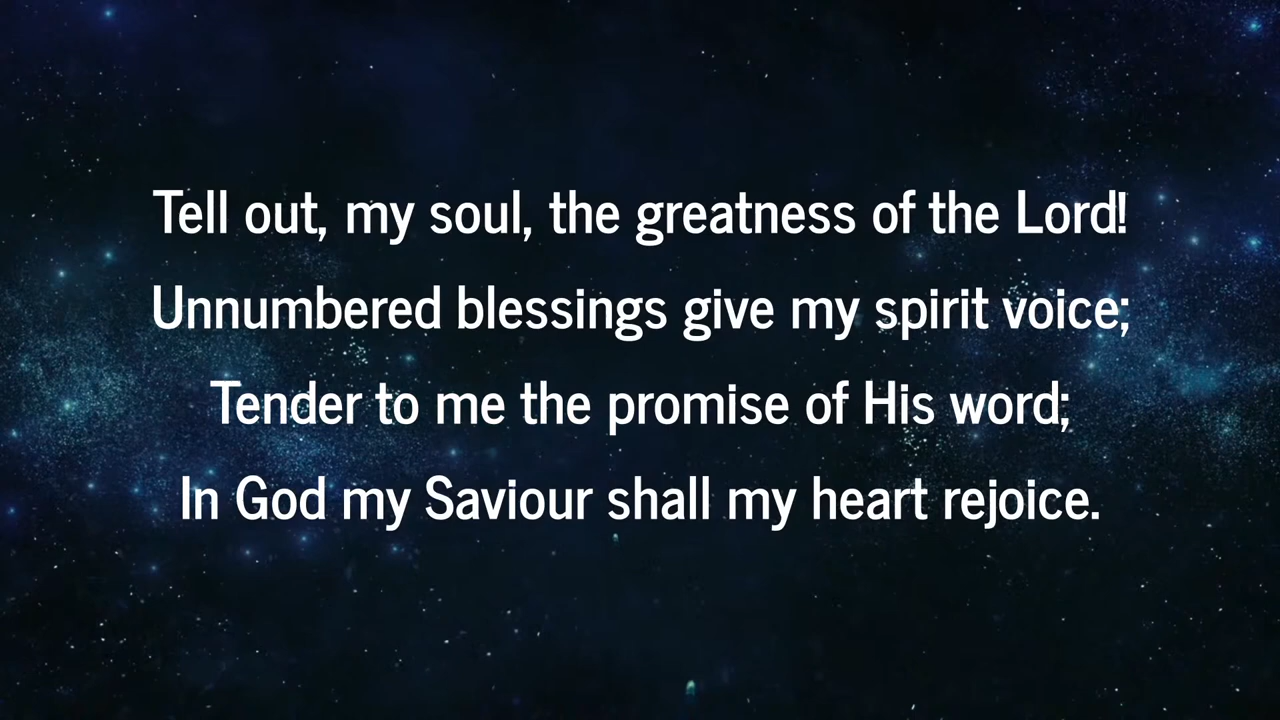 Tell out, my soul, the greatness of the Lord!
Unnumbered blessings give my spirit voice;
Tender to me the promise of His word;
In God my Saviour shall my heart rejoice.